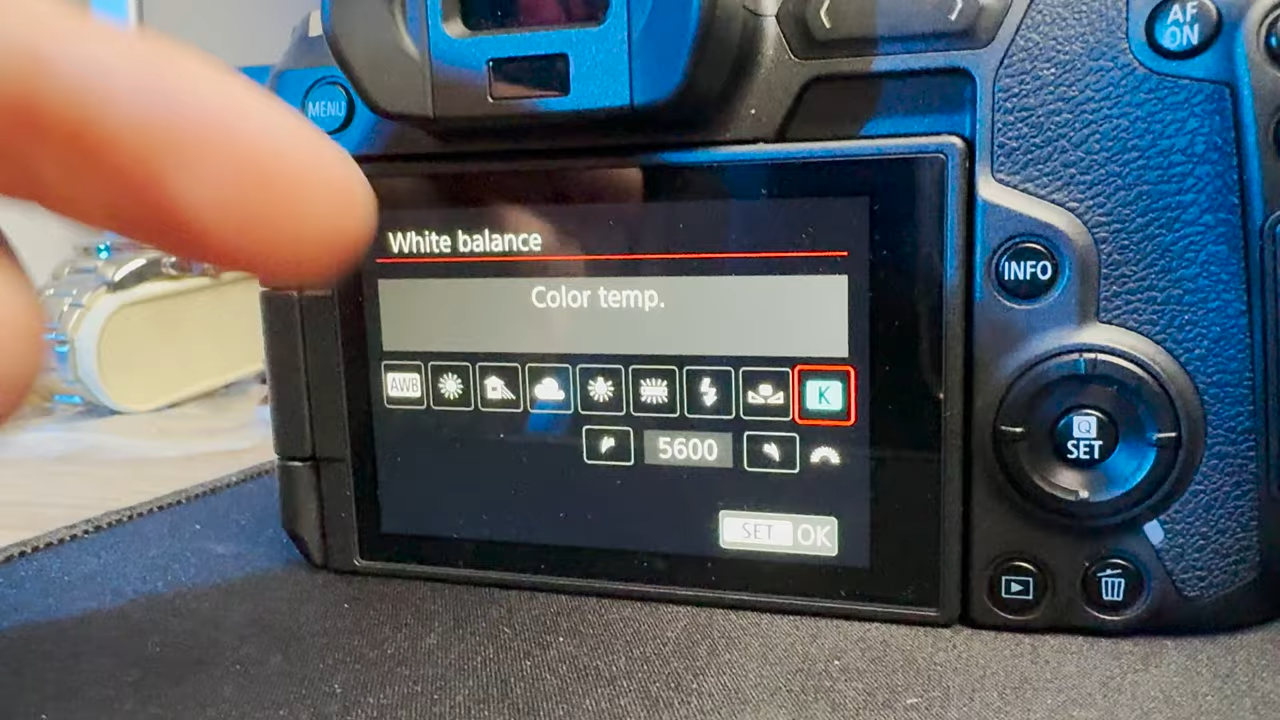 AF
ON
MENU
White balance
INFO
Color temp.
AWB
K
Q
SET
5600
SET OK